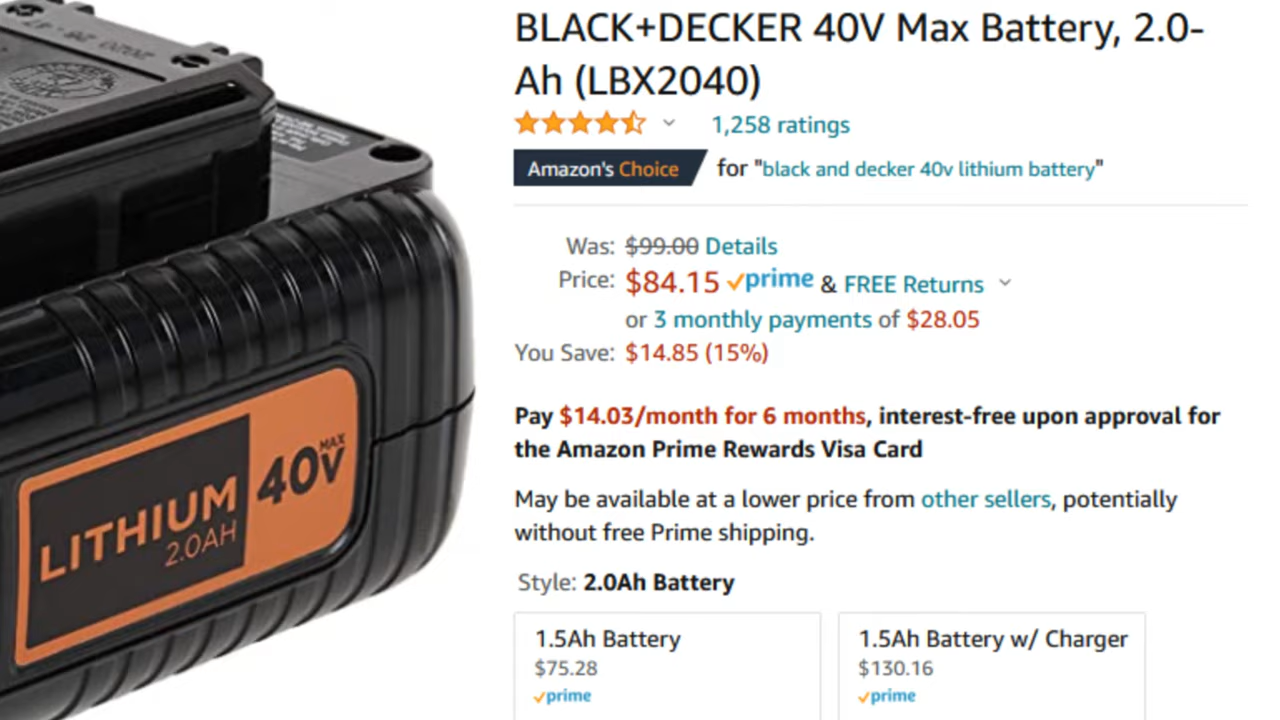 BLACK+DECKER 40V Max Battery, 2.0-
Ah (LBX2040)
1,258 ratings
Amazon's Choice for "black and decker 40v lithium battery"
Was: $99.00 Details
Price: $84.15 prime & FREE Returns
or 3 monthly payments of $28.05
You Save: $14.85 (15%)
Pay $14.03/month for 6 months, interest-free upon approval for
the Amazon Prime Rewards Visa Card
May be available at a lower price from other sellers, potentially
without free Prime shipping.
Style: 2.0Ah Battery
1.5Ah Battery
$75.28
prime
1.5Ah Battery w/ Charger
$130.16
prime
LITHIUM
2.0AH
40V
MAX